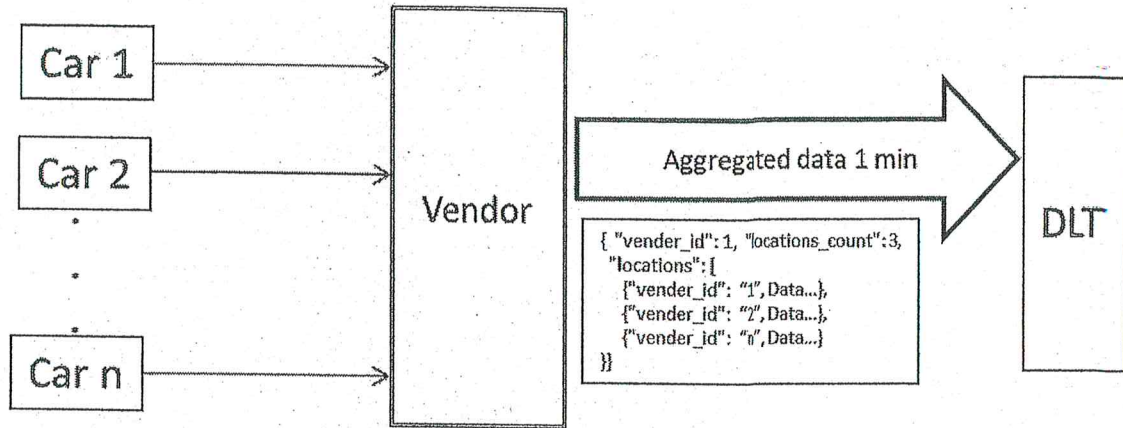 Car 1
Car 2
Car n
Vendor
Aggregated data 1 min
{ "vender_id": 1, "locations_count":3,
"locations": [
{"vender_id": "1", Data...},
{"vender_id": "2", Data...},
{"vender_id": "n", Data...}
}]
DLT